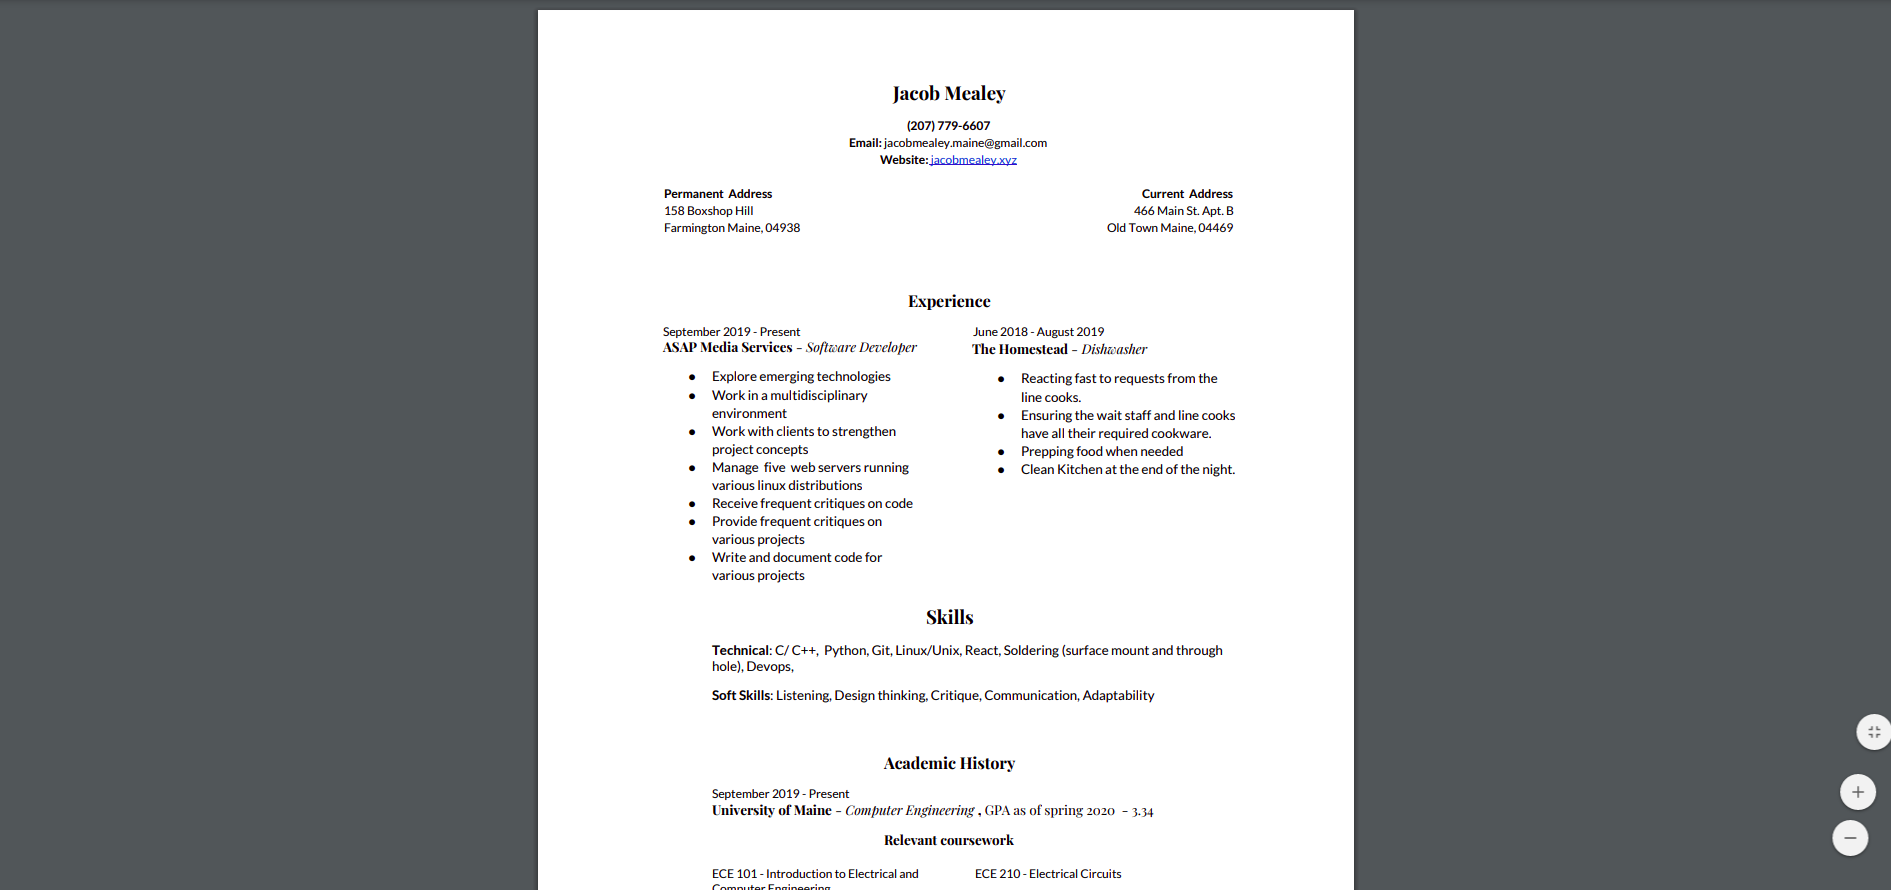 Jacob Mealey
(207) 779-6607
Email: jacobmealey.maine@gmail.com
Website: jacobmealey.xyz
Permanent Address
158 Boxshop Hill
Farmington Maine, 04938
Current Address
466 Main St. Apt. B
Old Town Maine, 04469
Experience
September 2019 - Present
ASAP Media Services - Software Developer
● Explore emerging technologies
● Work in a multidisciplinary
environment
● Work with clients to strengthen
project concepts
● Manage five web servers running
various linux distributions
● Receive frequent critiques on code
● Provide frequent critiques on
various projects
● Write and document code for
various projects
June 2018 - August 2019
The Homestead - Dishwasher
● Reacting fast to requests from the
line cooks.
● Ensuring the wait staff and line cooks
have all their required cookware.
● Prepping food when needed
● Clean Kitchen at the end of the night.
Skills
Technical: C/ C++, Python, Git, Linux/Unix, React, Soldering (surface mount and through
hole), Devops,
Soft Skills: Listening, Design thinking, Critique, Communication, Adaptability
Academic History
September 2019 - Present
University of Maine - Computer Engineering , GPA as of spring 2020 - 3.34
Relevant coursework
ECE 101 - Introduction to Electrical and
Computer Engineering
ECE 210 - Electrical Circuits